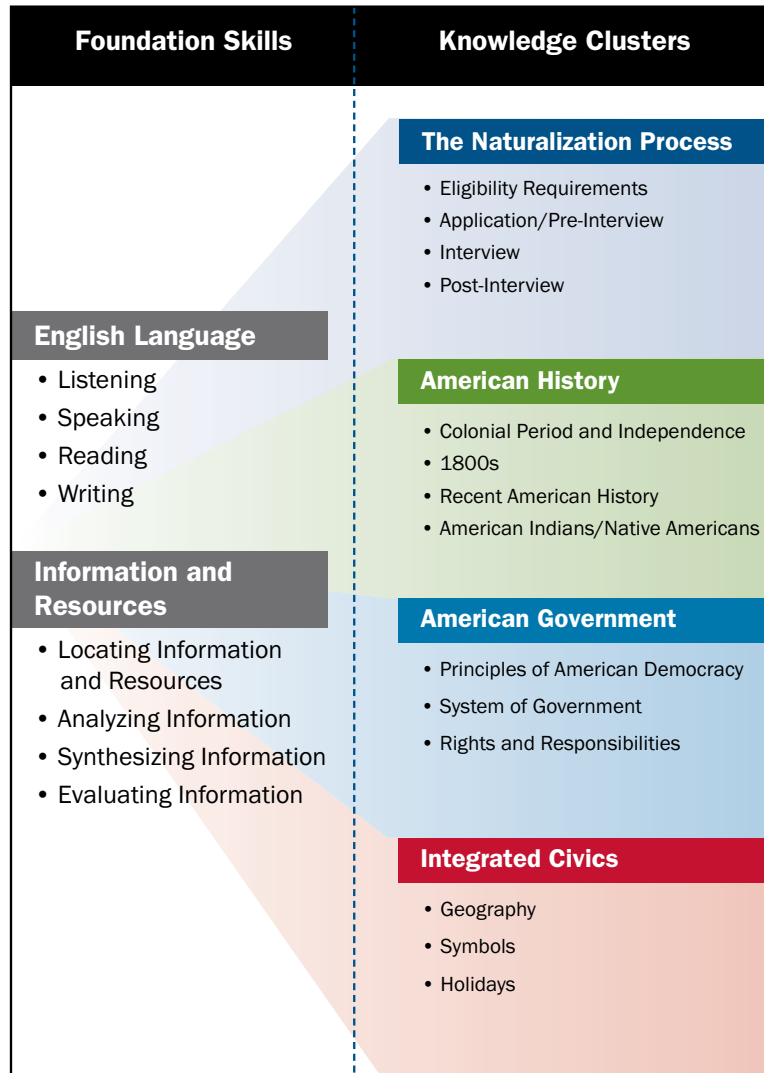 Foundation Skills
Knowledge Clusters
English Language
• Listening
• Speaking
• Reading
• Writing
Information and
Resources
• Locating Information
and Resources
• Analyzing Information
• Synthesizing Information
• Evaluating Information
The Naturalization Process
• Eligibility Requirements
• Application/Pre-Interview
• Interview
• Post-Interview
American History
• Colonial Period and Independence
• 1800s
• Recent American History
• American Indians/Native Americans
American Government
• Principles of American Democracy
• System of Government
• Rights and Responsibilities
Integrated Civics
• Geography
• Symbols
• Holidays